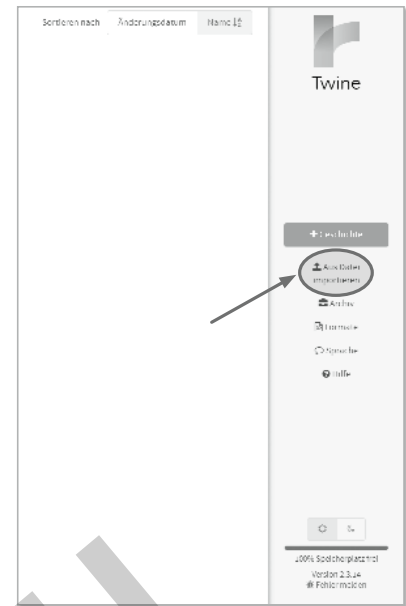 Sortieren nach Änderungsdatum Name
Twine
+ Geschichte
Aus Datei
importieren
Archiv
Formate
Sprache
Hilfe
100% Speicherplatz frei
Version 2.3.14
Fehler melden